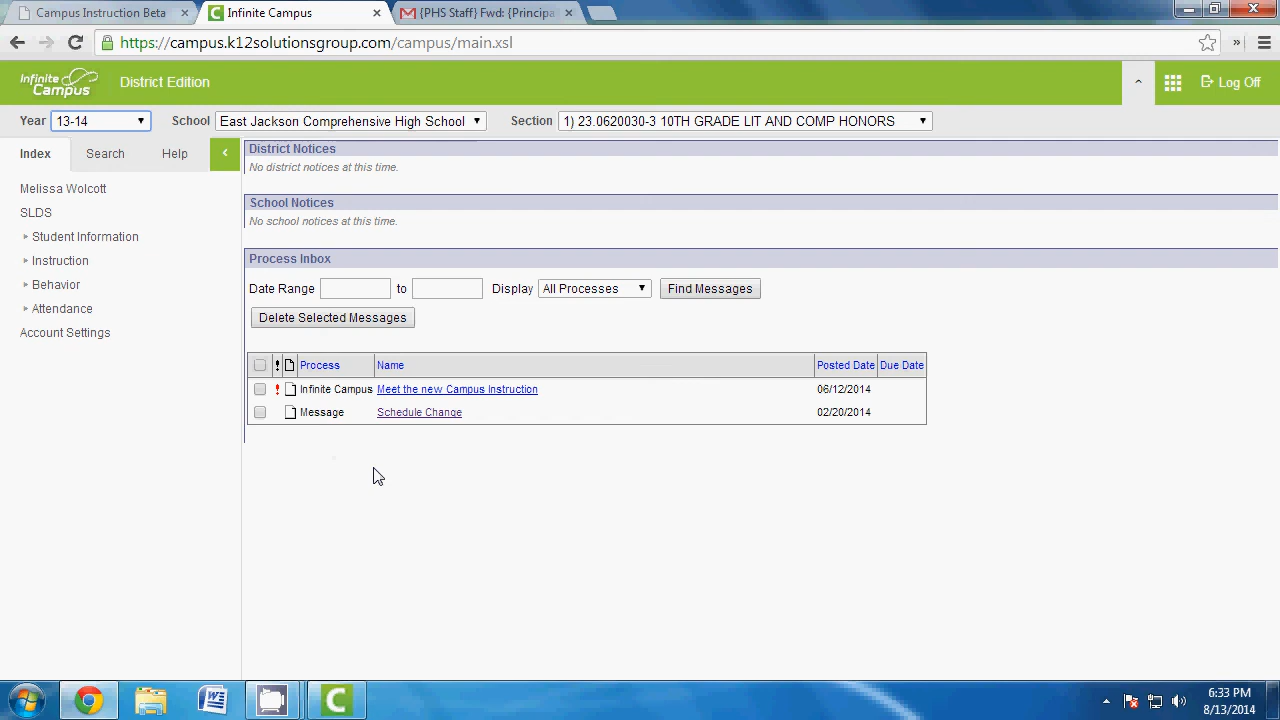 Campus Instruction Beta
Infinite Campus
{PHS Staff} Fwd: {Principa
https://campus.k12solutionsgroup.com/campus/main.xsl
Infinite Campus
District Edition
Log Off
Year 13-14 School East Jackson Comprehensive High School Section 1) 23.0620030-3 10TH GRADE LIT AND COMP HONORS
Index Search Help
Melissa Wolcott
SLDS
Student Information
Instruction
Behavior
Attendance
Account Settings
District Notices
No district notices at this time.
School Notices
No school notices at this time.
Process Inbox
Date Range to Display All Processes Find Messages
Delete Selected Messages
! Process Name Posted Date Due Date
! Infinite Campus Meet the new Campus Instruction 06/12/2014
Message Schedule Change 02/20/2014
6:33 PM
8/13/2014